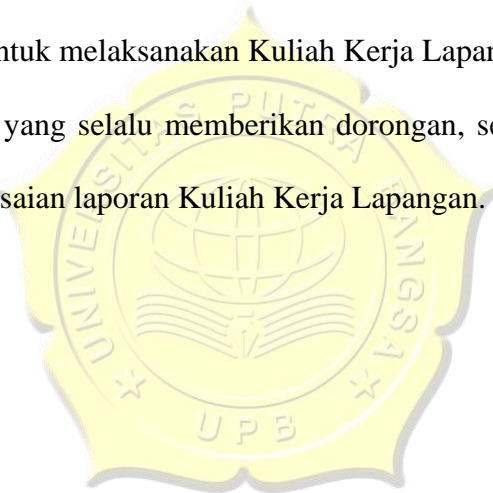 ntuk melaksanakan Kuliah Kerja Lapan
yang selalu memberikan dorongan, se
saian laporan Kuliah Kerja Lapangan.
UNIVERSITAS PUTRA BANGSA
UPB